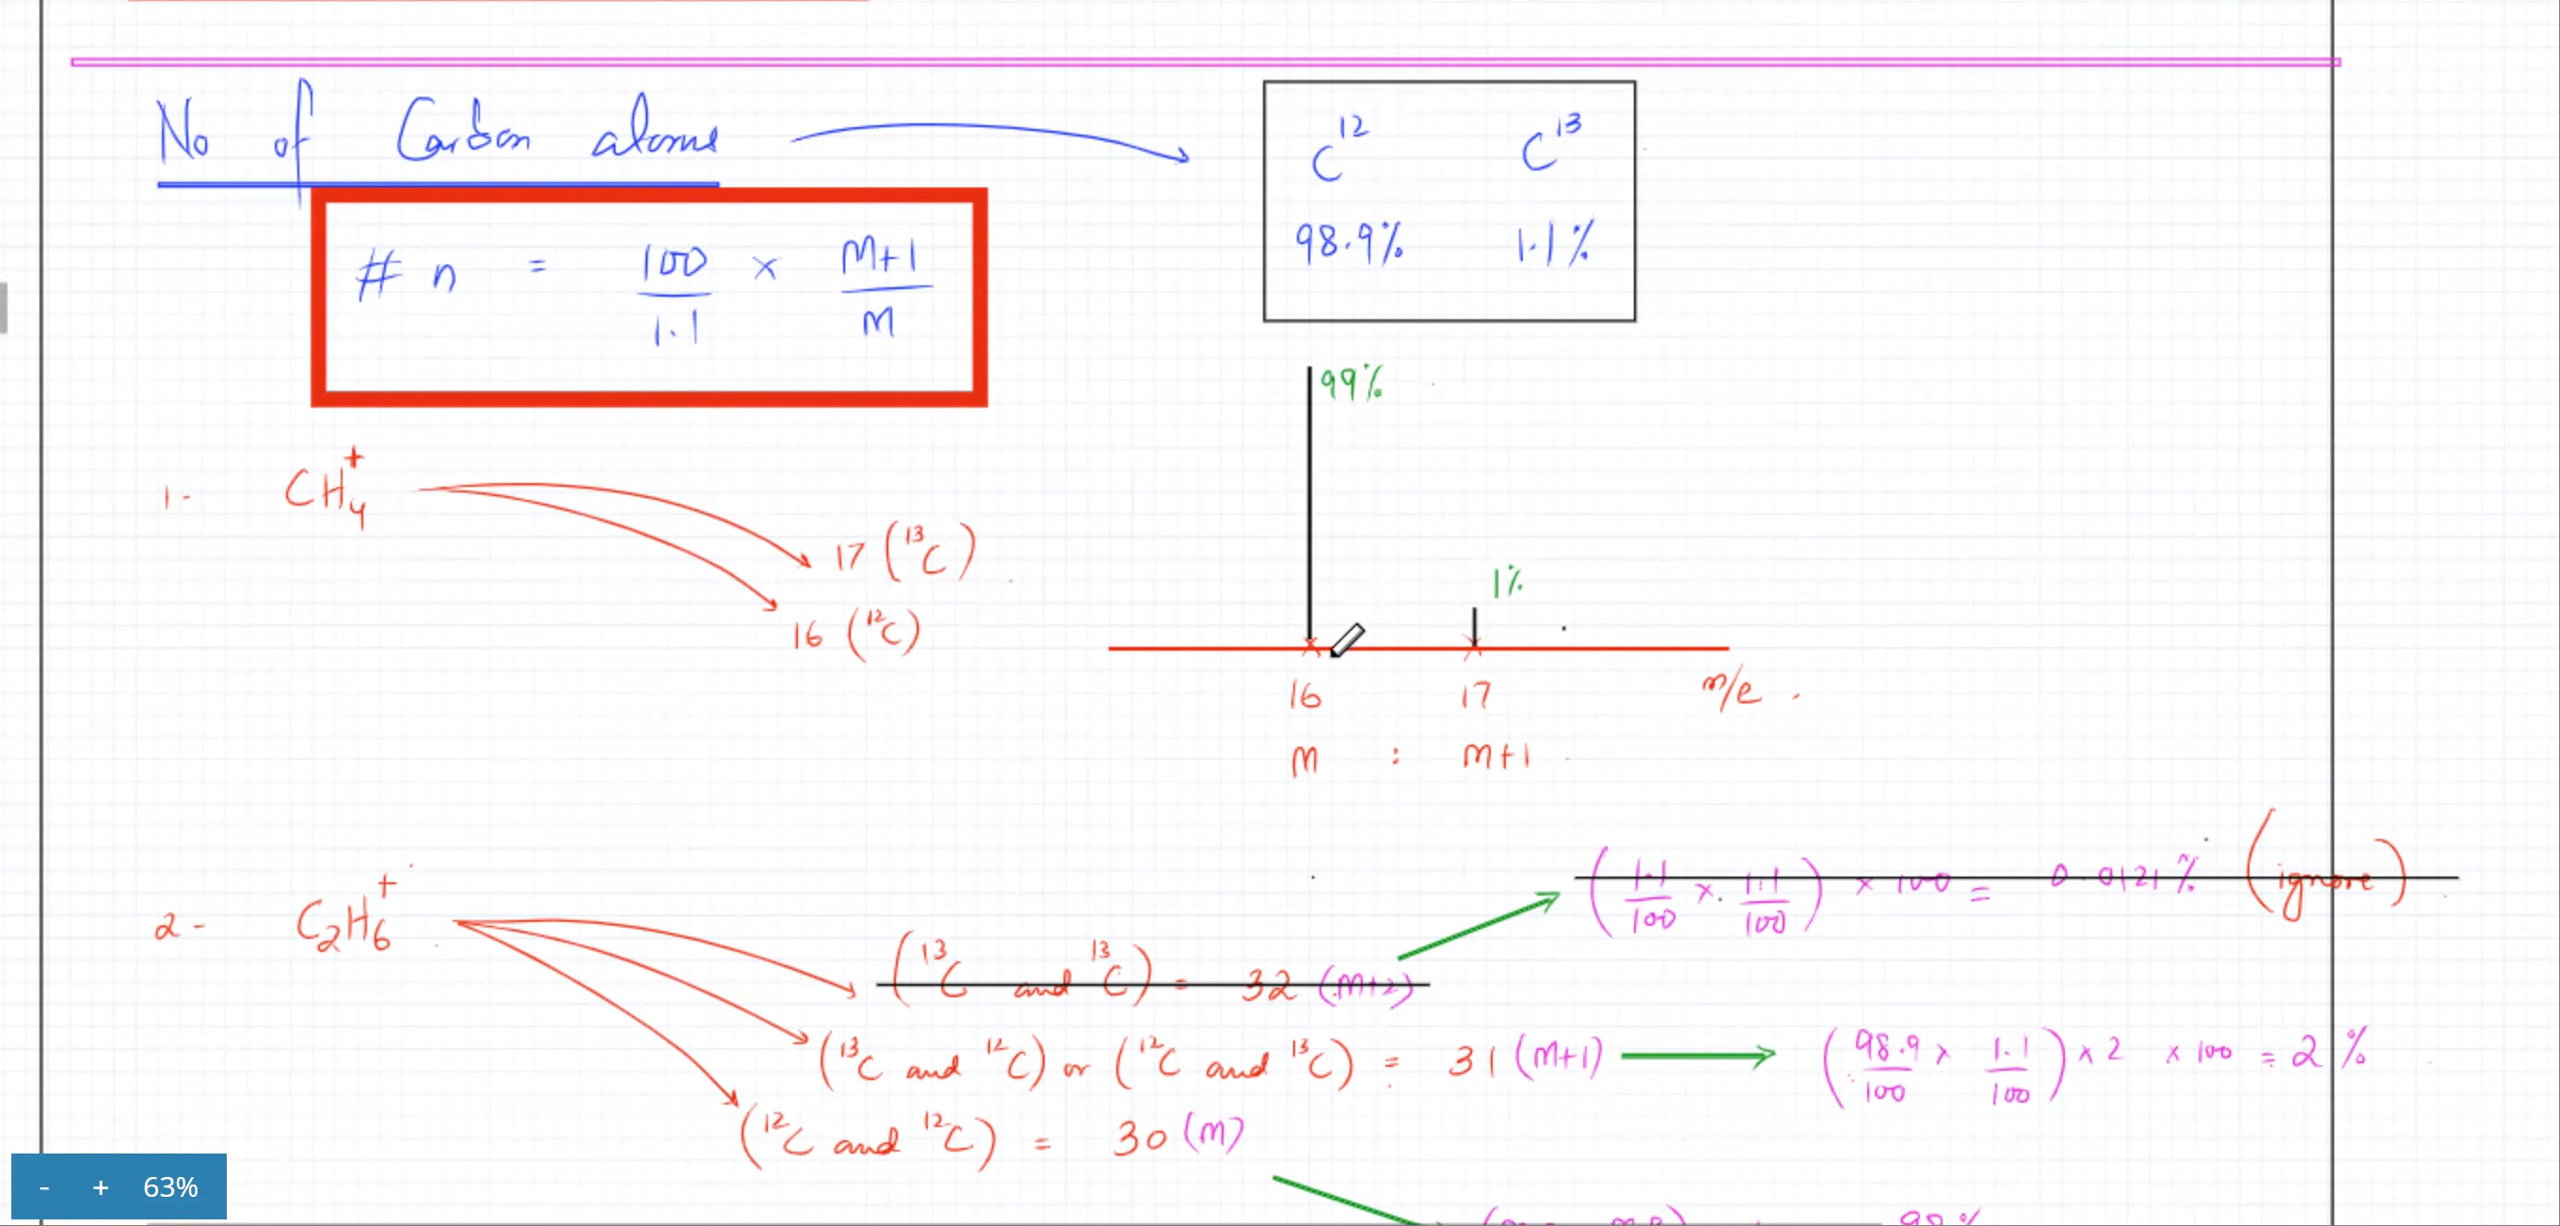 No of Carbon atoms
C¹² C¹³
98.9% 1.1%
# n = 100/1.1 × M+1/M
99%
1- CH₄⁺
17 (¹³C)
16 (¹²C)
1%
16 17 m/e
M : M+1
2- C₂H₆⁺
(1.1/100 × 1.1/100) × 100 = 0.0121% (ignore)
(¹³C and ¹³C) = 32 (M+2)
(¹³C and ¹²C) or (¹²C and ¹³C) = 31 (M+1)
(98.9/100 × 1.1/100) × 2 × 100 = 2%
(¹²C and ¹²C) = 30 (M)
- + 63%